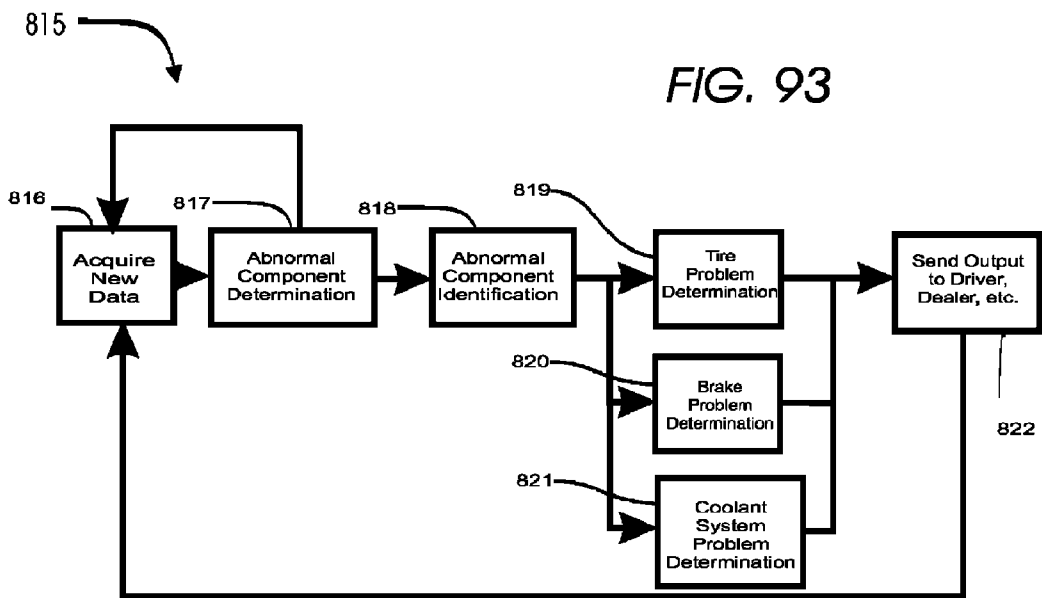 815
FIG. 93
816
Acquire
New
Data
817
Abnormal
Component
Determination
818
Abnormal
Component
Identification
819
Tire
Problem
Determination
820
Brake
Problem
Determination
821
Coolant
System
Problem
Determination
Send Output
to Driver,
Dealer, etc.
822